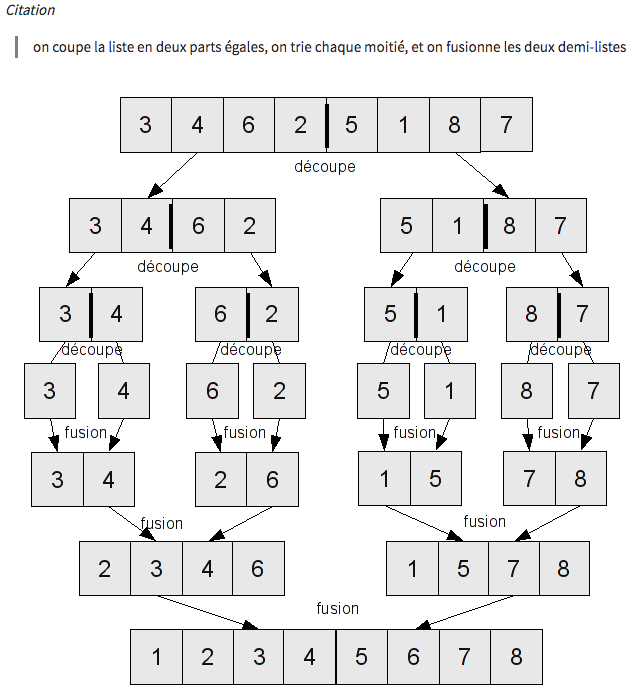 Citation
on coupe la liste en deux parts égales, on trie chaque moitié, et on fusionne les deux demi-listes
3 4 6 2 5 1 8 7
découpe
3 4 6 2 5 1 8 7
découpe découpe
3 4 6 2 5 1 8 7
découpe découpe découpe découpe
3 4 6 2 5 1 8 7
fusion fusion fusion fusion
3 4 2 6 1 5 7 8
fusion fusion
2 3 4 6 1 5 7 8
fusion
1 2 3 4 5 6 7 8